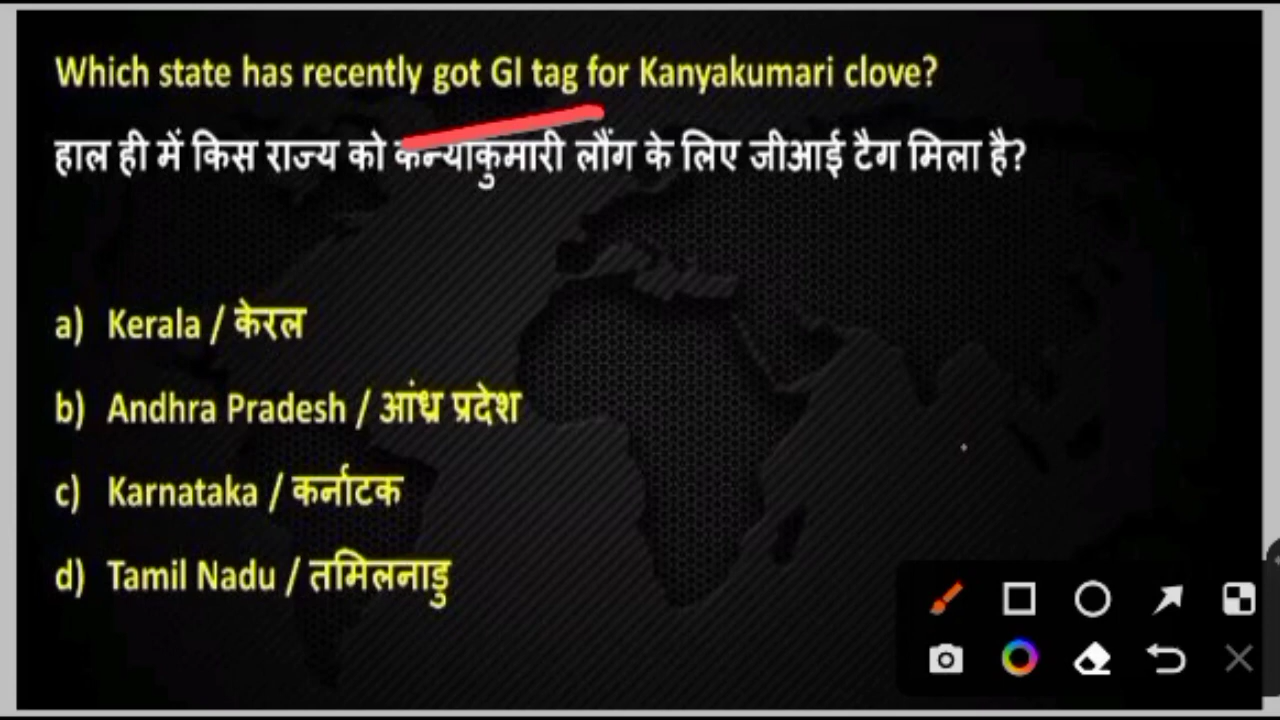 Which state has recently got GI tag for Kanyakumari clove?
हाल ही में किस राज्य को कन्याकुमारी लौंग के लिए जीआई टैग मिला है?
a) Kerala / केरल
b) Andhra Pradesh / आंध्र प्रदेश
c) Karnataka / कर्नाटक
d) Tamil Nadu / तमिलनाडु